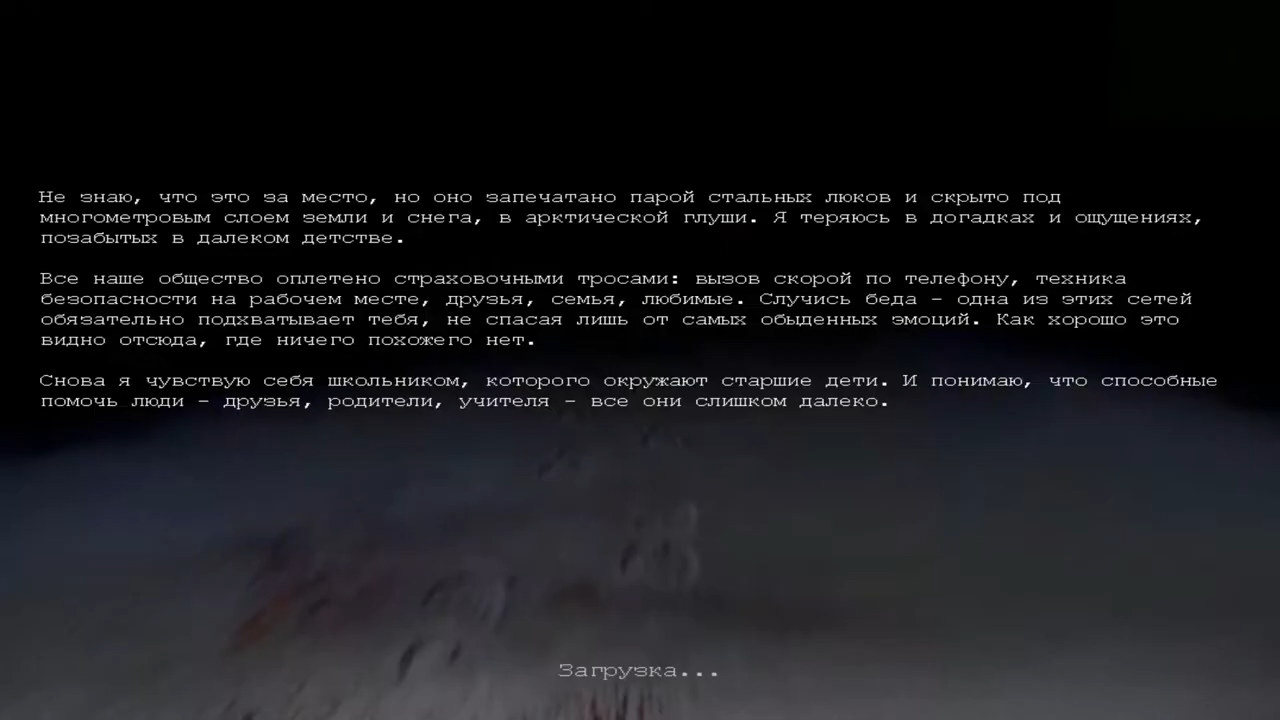 Не знаю, что это за место, но оно запечатано парой стальных люков и скрыто под
многометровым слоем земли и снега, в арктической глуши. Я теряюсь в догадках и ощущениях,
позабытых в далеком детстве.
Все наше общество оплетено страховочными тросами: вызов скорой по телефону, техника
безопасности на рабочем месте, друзья, семья, любимые. Случись беда - одна из этих сетей
обязательно подхватывает тебя, не спасая лишь от самых обыденных эмоций. Как хорошо это
видно отсюда, где ничего похожего нет.
Снова я чувствую себя школьником, которого окружают старшие дети. И понимаю, что способные
помочь люди - друзья, родители, учителя - все они слишком далеко.
Загрузка...